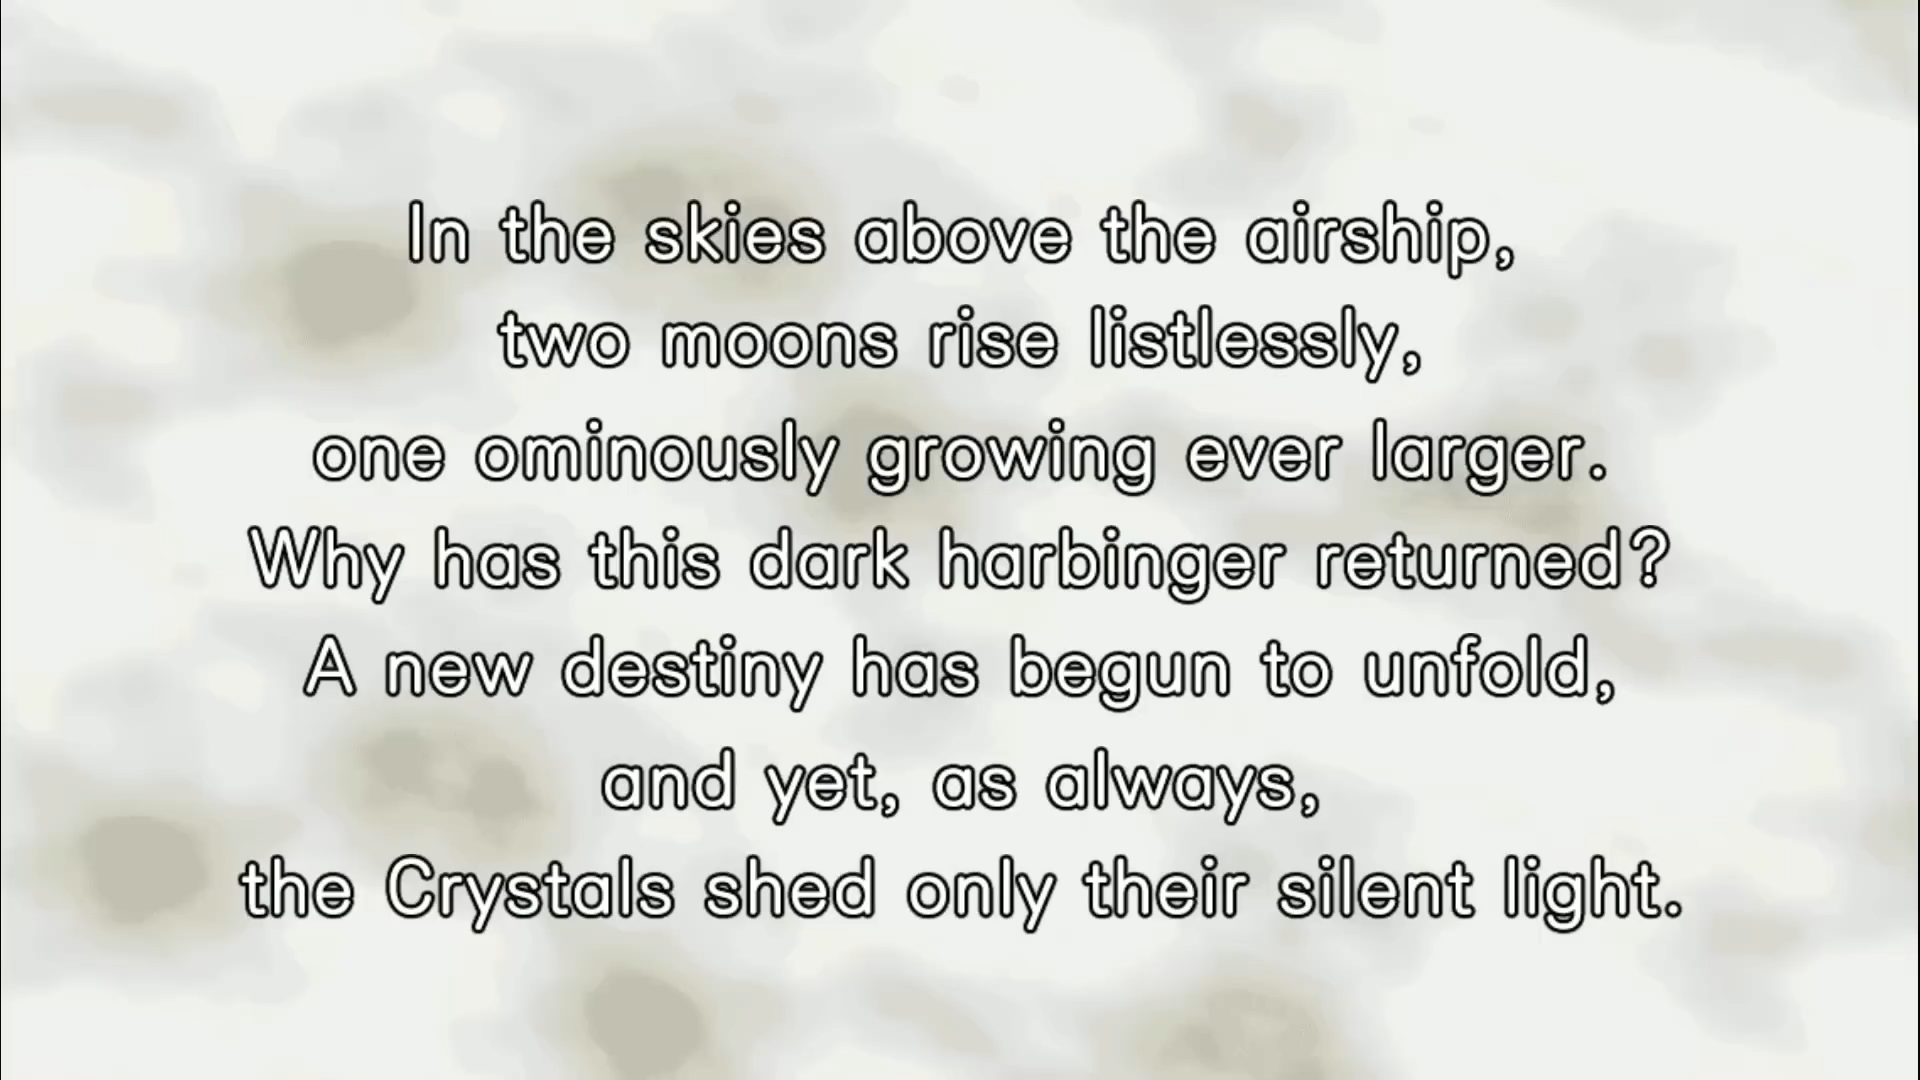 In the skies above the airship,
two moons rise listlessly,
one ominously growing ever larger.
Why has this dark harbinger returned?
A new destiny has begun to unfold,
and yet, as always,
the Crystals shed only their silent light.